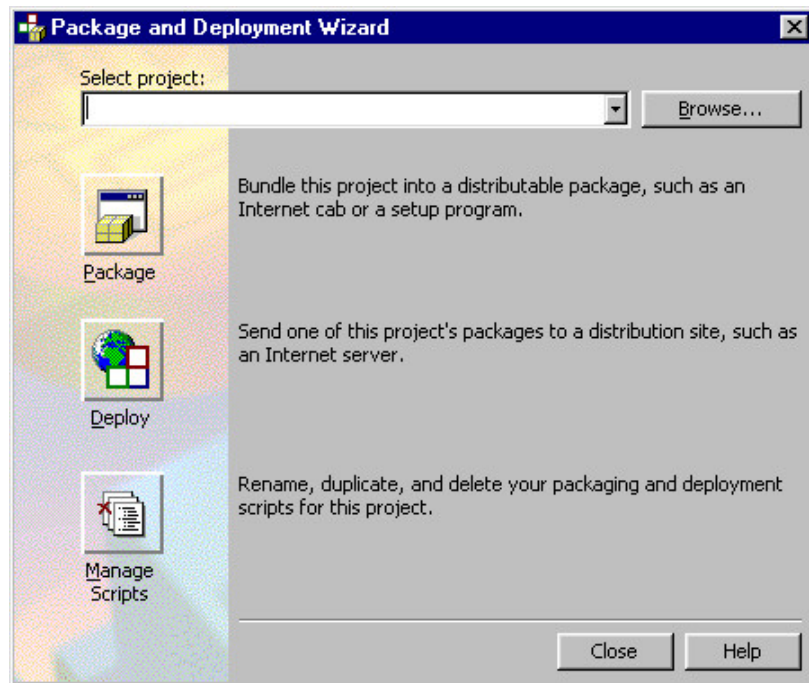 Package and Deployment Wizard
Select project:
Browse...
Bundle this project into a distributable package, such as an
Internet cab or a setup program.
Package
Send one of this project's packages to a distribution site, such as
an Internet server.
Deploy
Rename, duplicate, and delete your packaging and deployment
scripts for this project.
Manage
Scripts
Close
Help